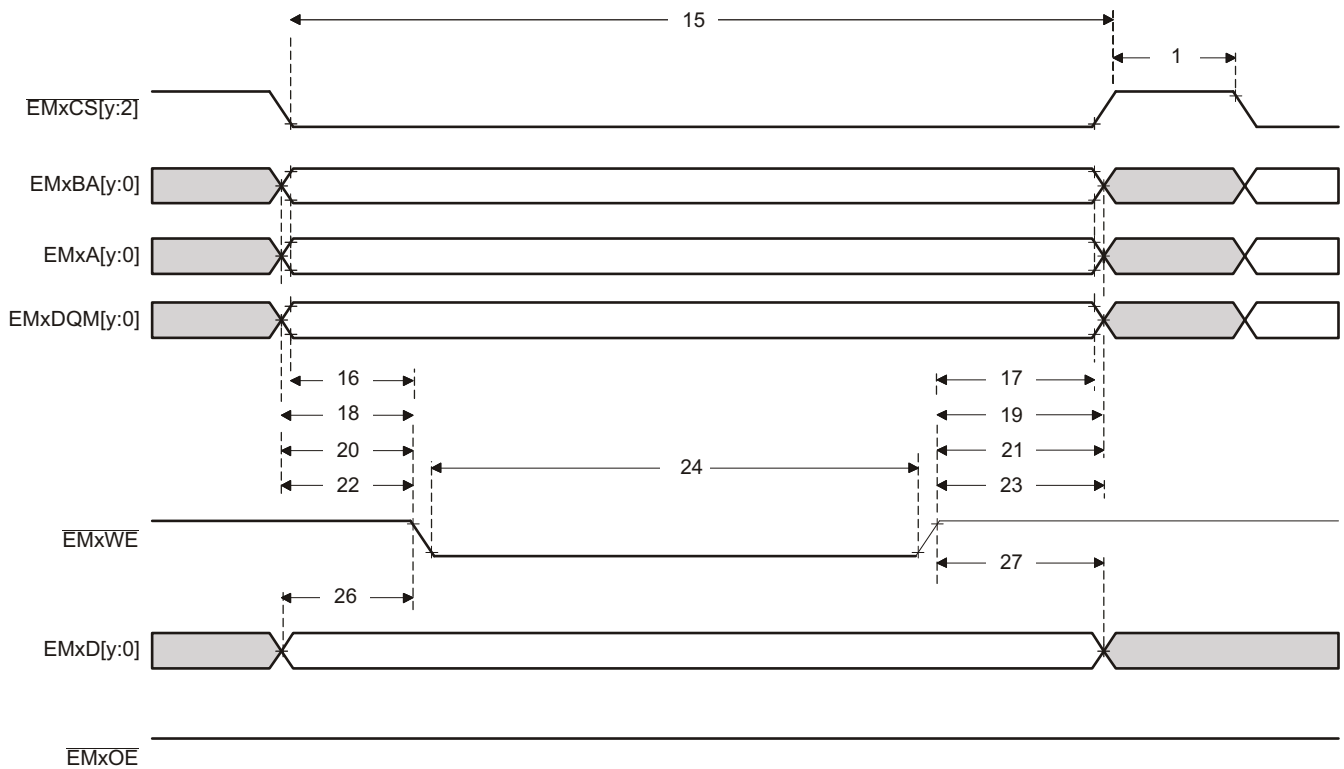 15
1
EMxCS[y:2]
EMxBA[y:0]
EMxA[y:0]
EMxDQM[y:0]
16
17
18
19
20
21
24
22
23
EMxWE
27
26
EMxD[y:0]
EMxOE